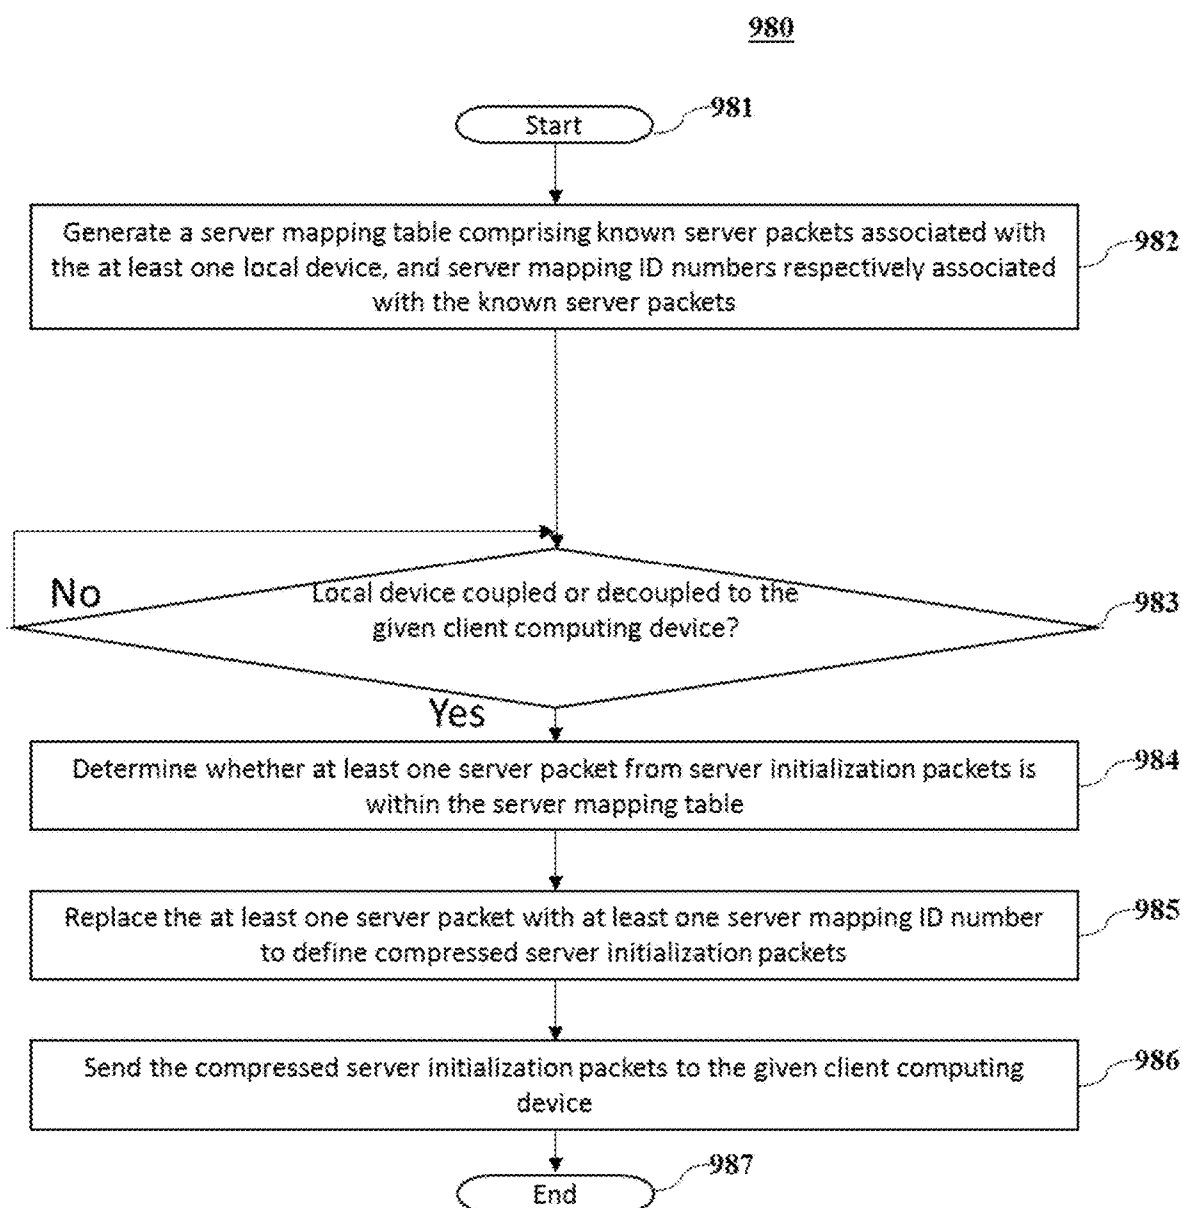 980
Start
981
Generate a server mapping table comprising known server packets associated with
the at least one local device, and server mapping ID numbers respectively associated
with the known server packets
982
No
Local device coupled or decoupled to the
given client computing device?
983
Yes
Determine whether at least one server packet from server initialization packets is
within the server mapping table
984
Replace the at least one server packet with at least one server mapping ID number
to define compressed server initialization packets
985
Send the compressed server initialization packets to the given client computing
device
986
End
987